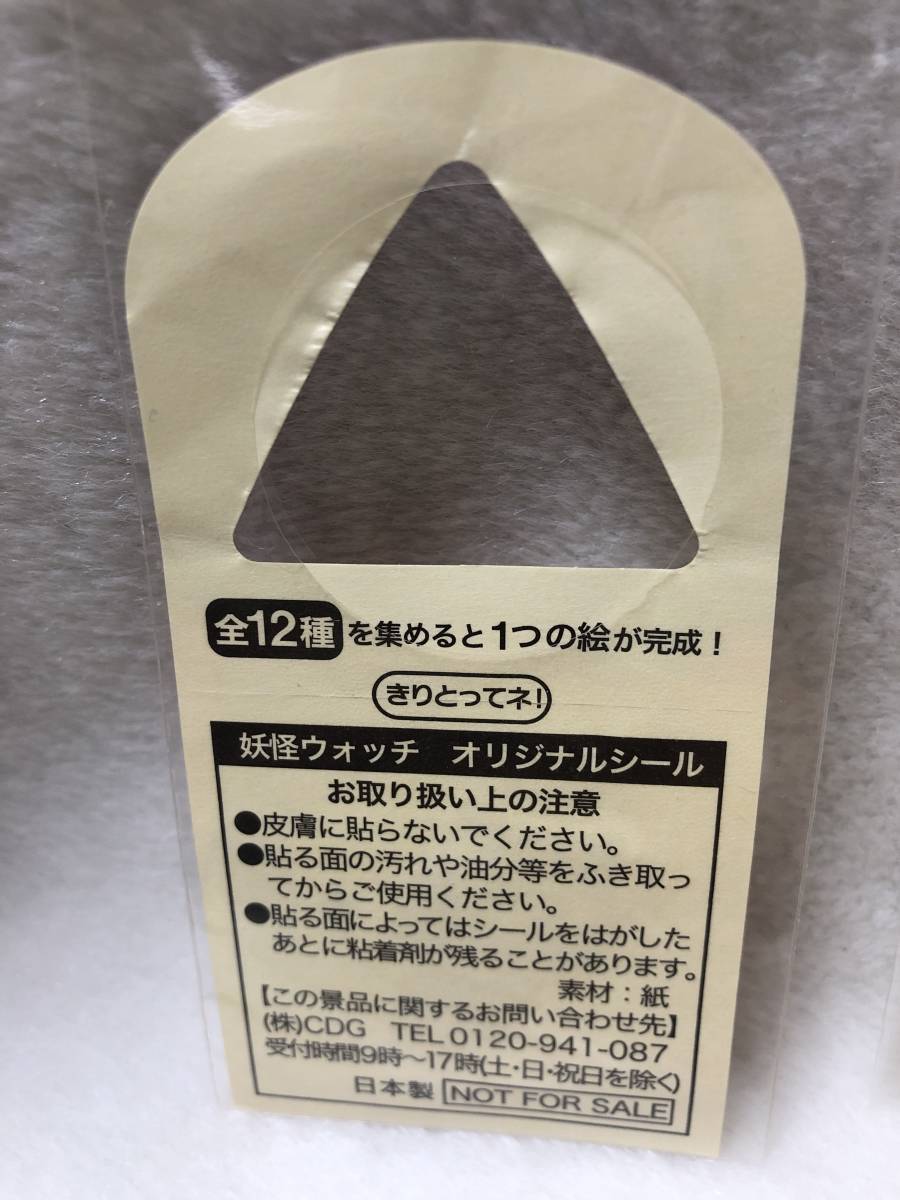 全12種を集めると1つの絵が完成！
きりとってネ！
妖怪ウォッチ　オリジナルシール
お取り扱い上の注意
●皮膚に貼らないでください。
●貼る面の汚れや油分等をふき取っ
てからご使用ください。
●貼る面によってはシールをはがした
あとに粘着剤が残ることがあります。
素材：紙
【この景品に関するお問い合わせ先】
(株)CDG　TEL 0120-941-087
受付時間9時～17時(土・日・祝日を除く)
日本製 NOT FOR SALE